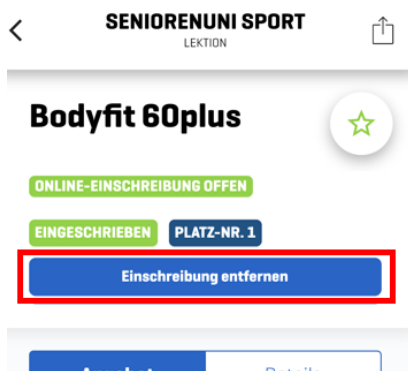 SENIORENUNI SPORT
LEKTION
Bodyfit 60plus
ONLINE-EINSCHREIBUNG OFFEN
EINGESCHRIEBEN PLATZ-NR. 1
Einschreibung entfernen